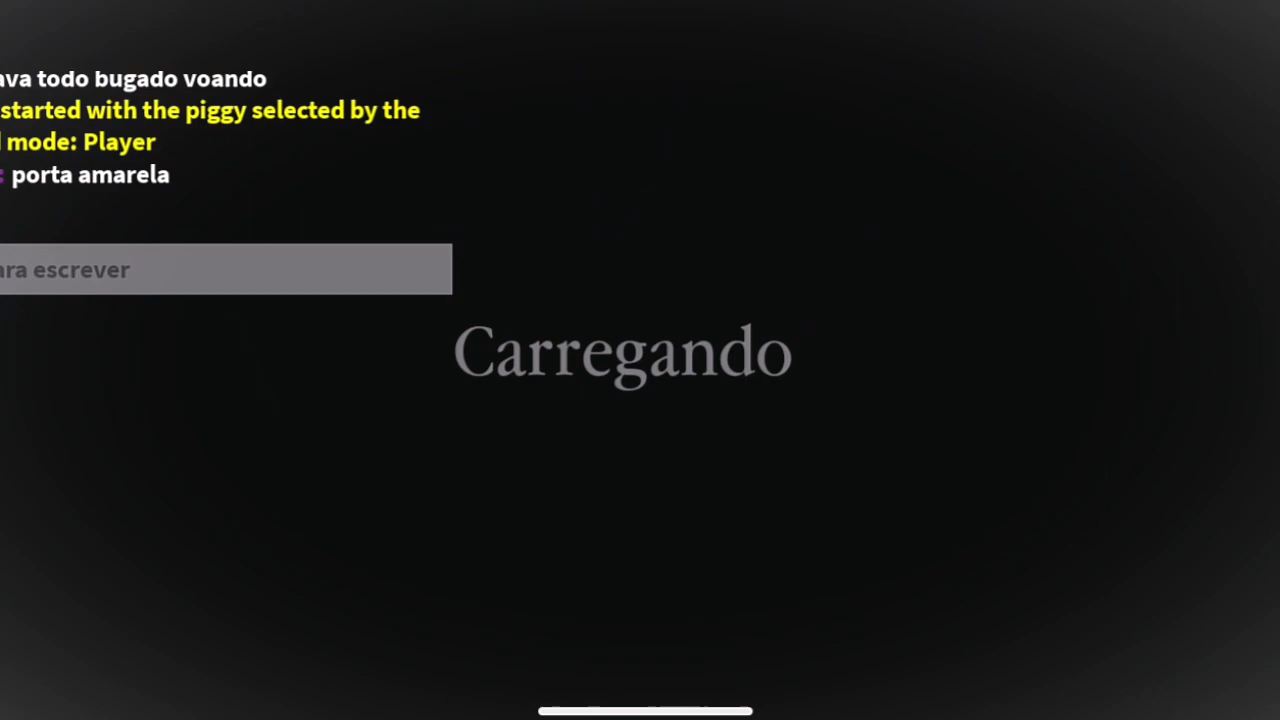 ava todo bugado voando
started with the piggy selected by the
mode: Player
: porta amarela
ara escrever
Carregando